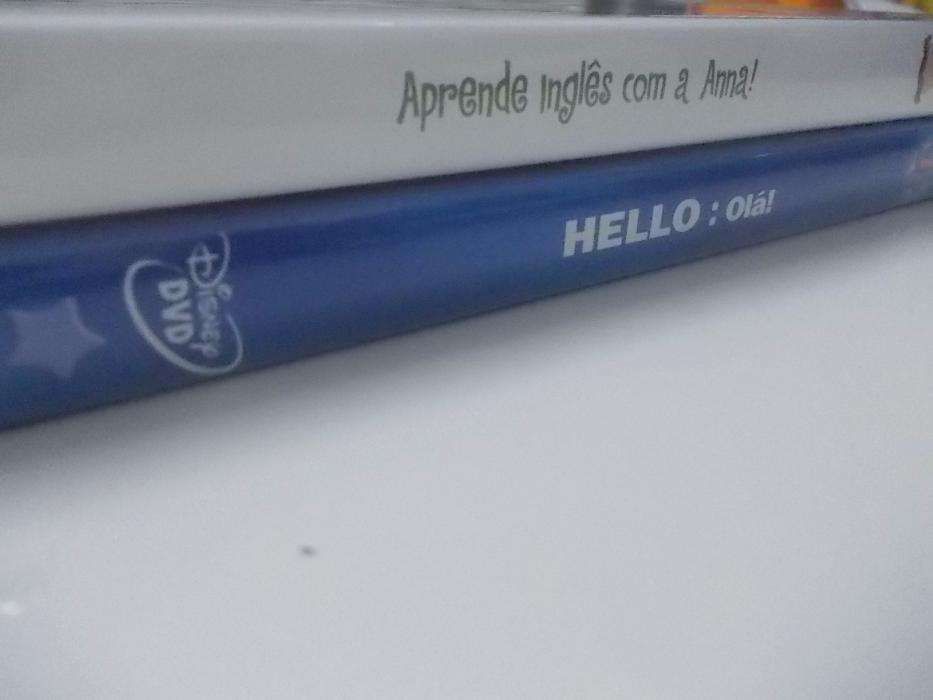 Aprende Inglês com a Anna!
HELLO : Olá!
Disney
DVD